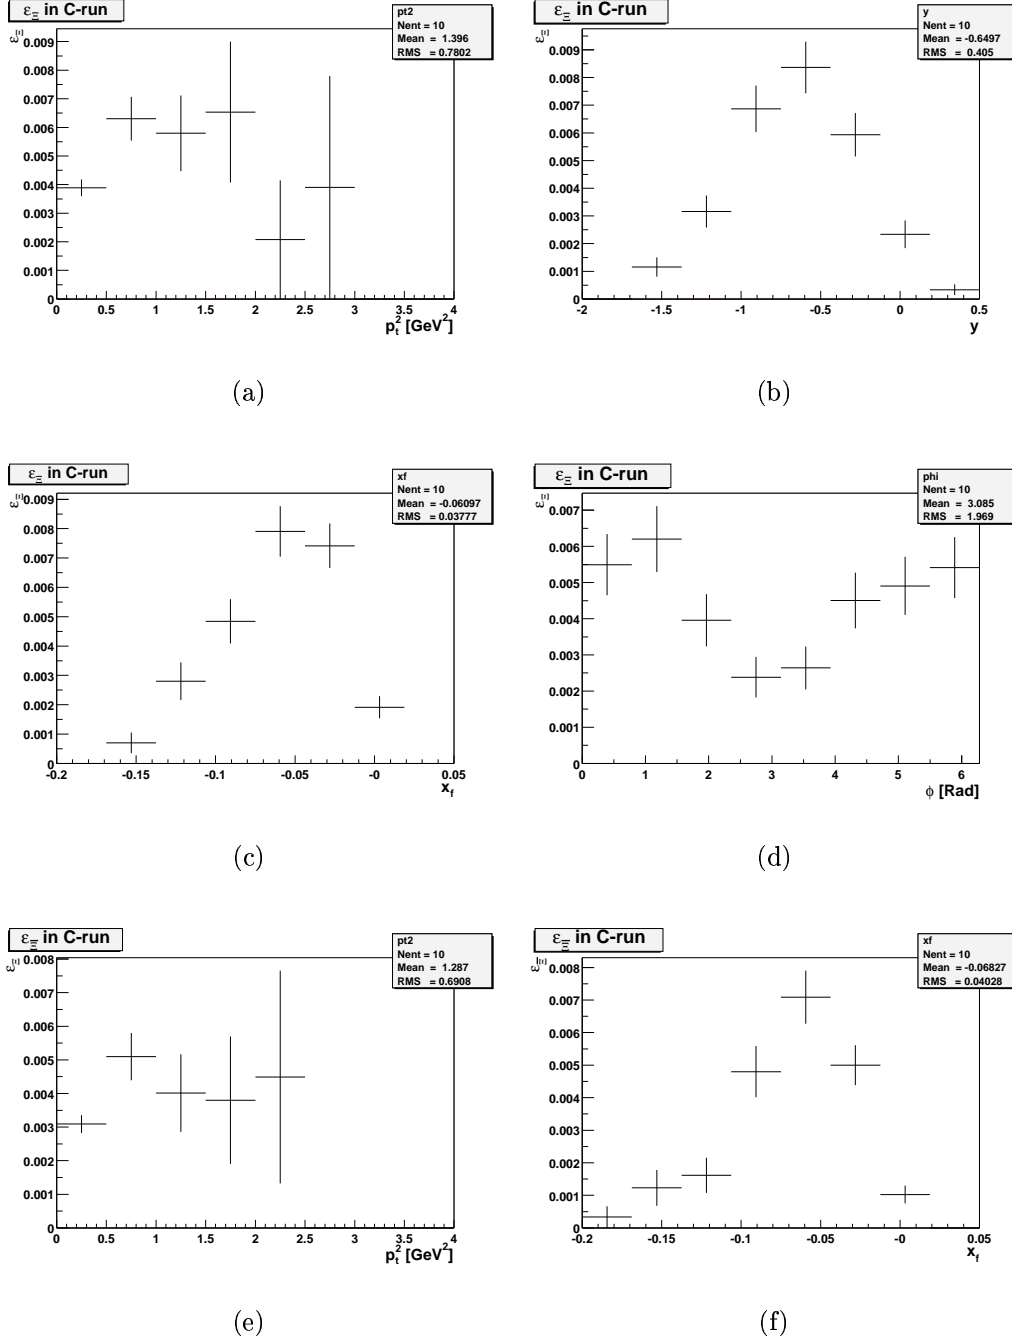 ε_Ξ in C-run
pt2
Nent = 10
Mean = 1.396
RMS = 0.7802
ε_Ξ
0.009
0.008
0.007
0.006
0.005
0.004
0.003
0.002
0.001
0
0 0.5 1 1.5 2 2.5 3 3.5 4
p_t^2 [GeV^2]
(a)
ε_Ξ in C-run
y
Nent = 10
Mean = -0.6497
RMS = 0.405
ε_Ξ
0.009
0.008
0.007
0.006
0.005
0.004
0.003
0.002
0.001
0
-2 -1.5 -1 -0.5 0 0.5
y
(b)
ε_Ξ in C-run
xf
Nent = 10
Mean = -0.06097
RMS = 0.03777
ε_Ξ
0.009
0.008
0.007
0.006
0.005
0.004
0.003
0.002
0.001
0
-0.2 -0.15 -0.1 -0.05 -0 0.05
x_f
(c)
ε_Ξ in C-run
phi
Nent = 10
Mean = 3.085
RMS = 1.969
ε_Ξ
0.007
0.006
0.005
0.004
0.003
0.002
0.001
0
0 1 2 3 4 5 6
ϕ [Rad]
(d)
ε_Ξ̅ in C-run
pt2
Nent = 10
Mean = 1.287
RMS = 0.6908
ε_Ξ̅
0.008
0.007
0.006
0.005
0.004
0.003
0.002
0.001
0
0 0.5 1 1.5 2 2.5 3 3.5 4
p_t^2 [GeV^2]
(e)
ε_Ξ̅ in C-run
xf
Nent = 10
Mean = -0.06827
RMS = 0.04028
ε_Ξ̅
0.008
0.007
0.006
0.005
0.004
0.003
0.002
0.001
0
-0.2 -0.15 -0.1 -0.05 -0 0.05
x_f
(f)